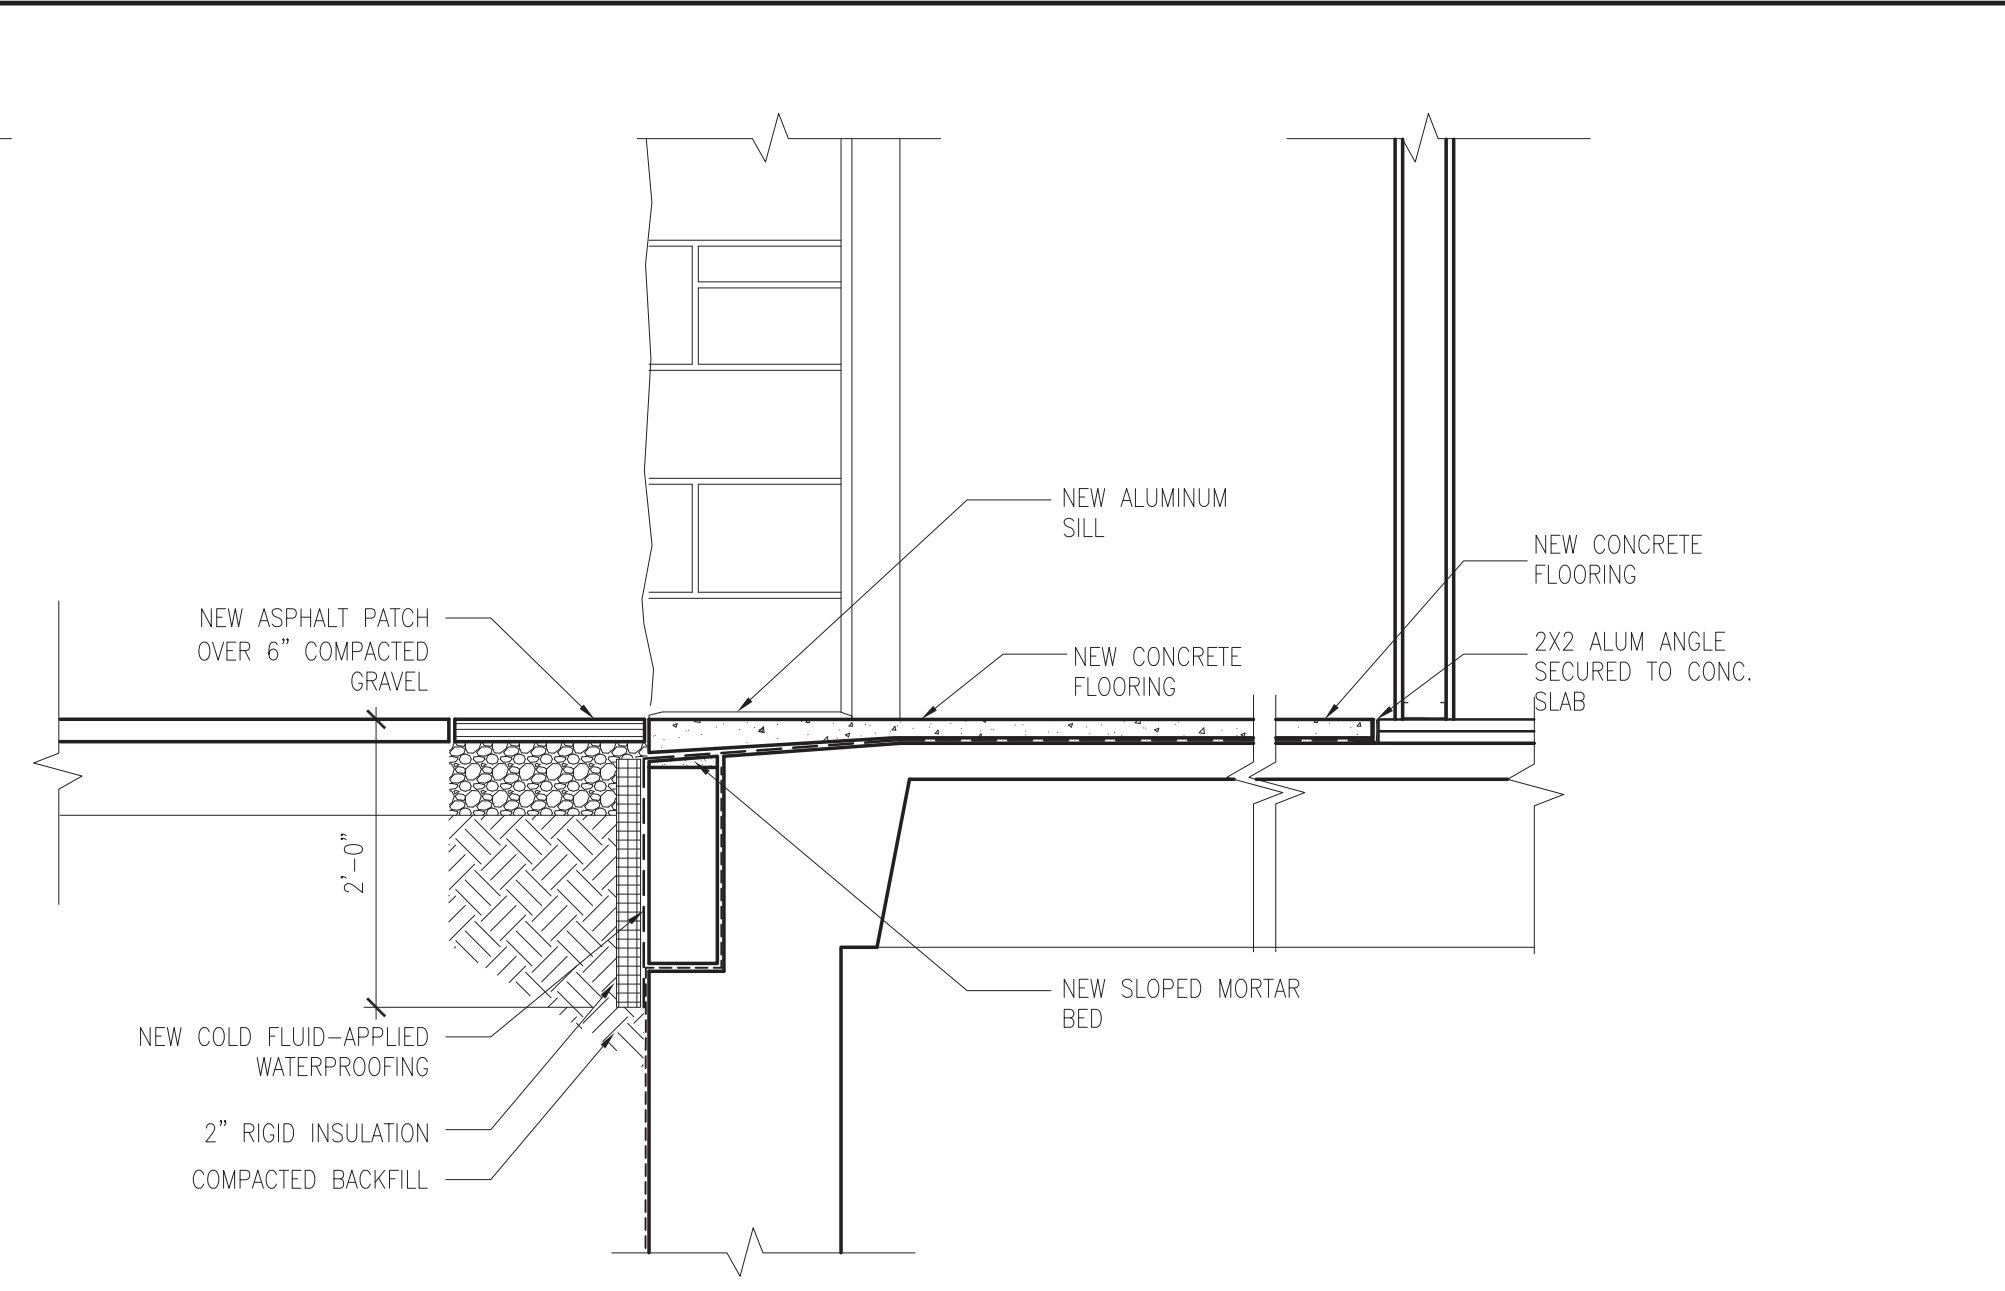 NEW ALUMINUM
SILL
NEW CONCRETE
FLOORING
2X2 ALUM ANGLE
SECURED TO CONC.
SLAB
NEW ASPHALT PATCH
OVER 6” COMPACTED
GRAVEL
NEW CONCRETE
FLOORING
2’-0”
NEW SLOPED MORTAR
BED
NEW COLD FLUID-APPLIED
WATERPROOFING
2” RIGID INSULATION
COMPACTED BACKFILL